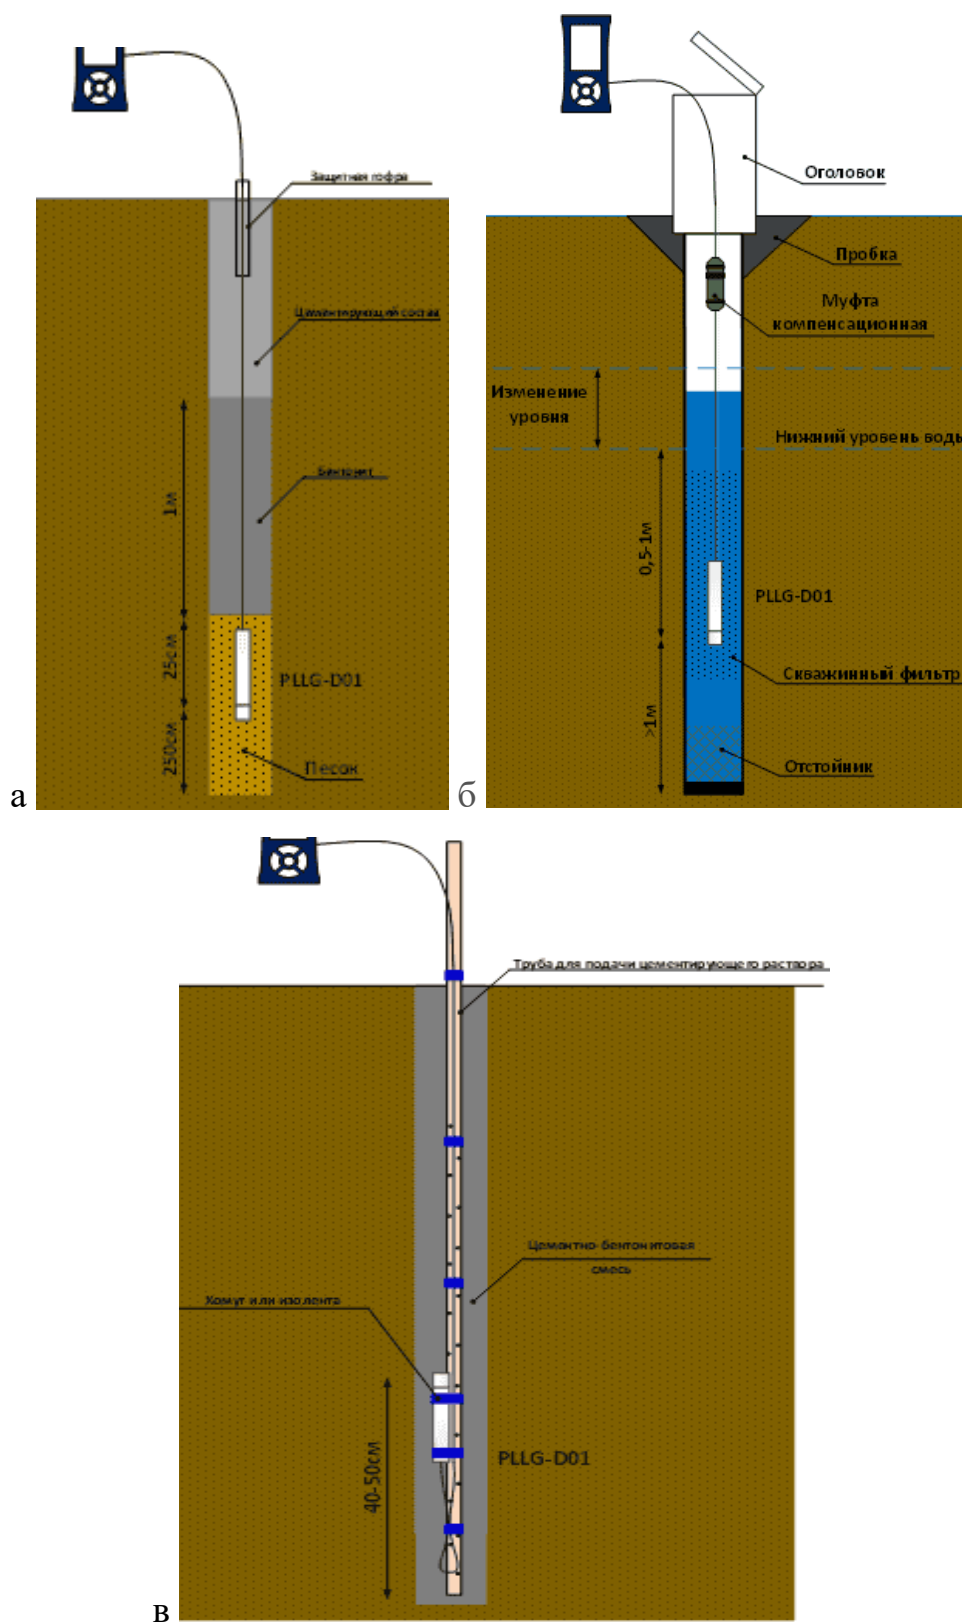 Защитная гофра
Цементирующий состав
Бентонит
1м
25см
PLLG-D01
250см
Песок
а
Оголовок
Пробка
Муфта
компенсационная
Изменение
уровня
Нижний уровень воды
0,5-1м
PLLG-D01
Скважинный фильтр
>1м
Отстойник
б
Труба для подачи цементирующего раствора
Цементно-бентонитовая
смесь
Хомут или изолента
40-50см
PLLG-D01
в